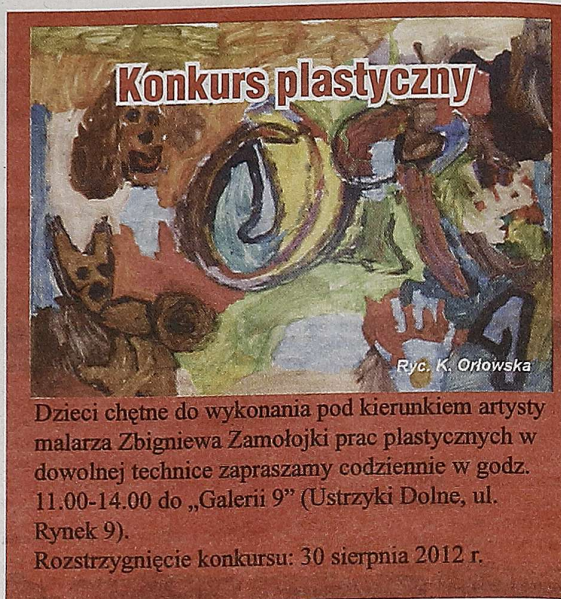 Konkurs plastyczny
Ryc. K. Orłowska
Dzieci chętne do wykonania pod kierunkiem artysty
malarza Zbigniewa Zamołojki prac plastycznych w
dowolnej technice zapraszamy codziennie w godz.
11.00-14.00 do „Galerii 9” (Ustrzyki Dolne, ul.
Rynek 9).
Rozstrzygnięcie konkursu: 30 sierpnia 2012 r.